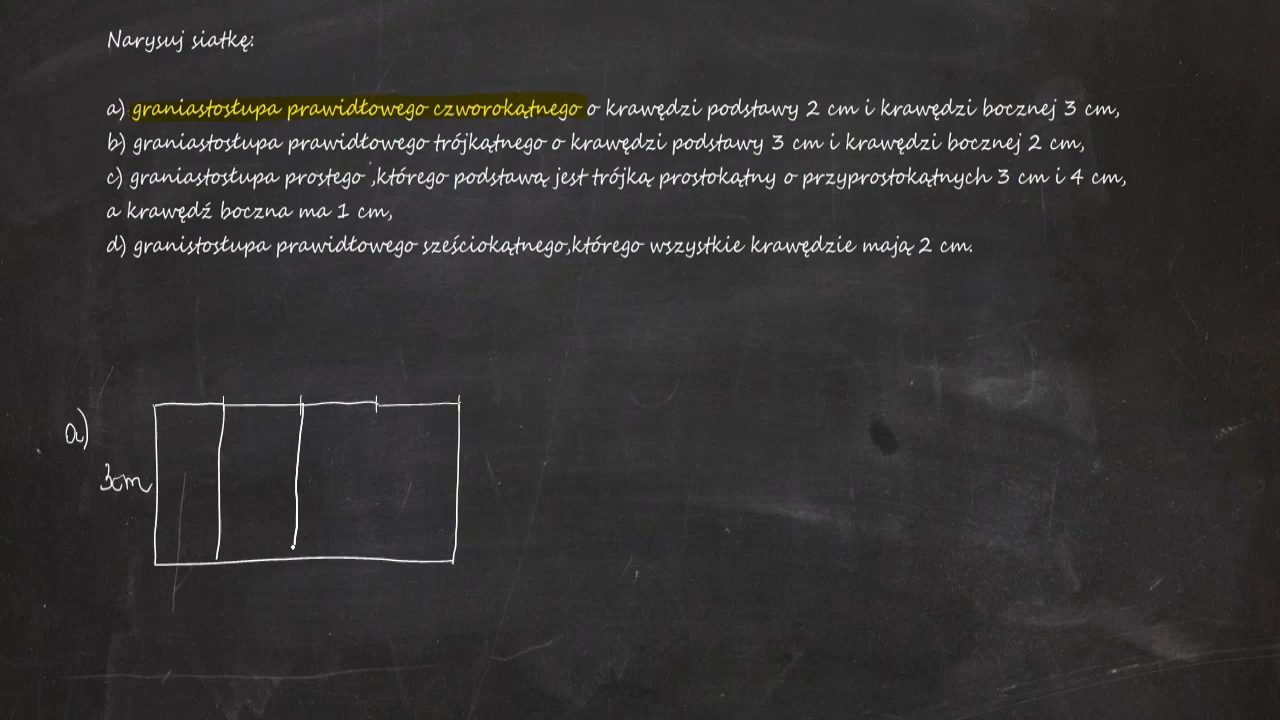 Narysuj siatkę:
a) graniastosłupa prawidłowego czworokątnego o krawędzi podstawy 2 cm i krawędzi bocznej 3 cm,
b) graniastosłupa prawidłowego trójkątnego o krawędzi podstawy 3 cm i krawędzi bocznej 2 cm,
c) graniastosłupa prostego ,którego podstawą jest trójką prostokątny o przyprostokątnych 3 cm i 4 cm,
a krawędź boczna ma 1 cm,
d) granistosłupa prawidłowego sześciokątnego,którego wszystkie krawędzie mają 2 cm.
a)
3cm